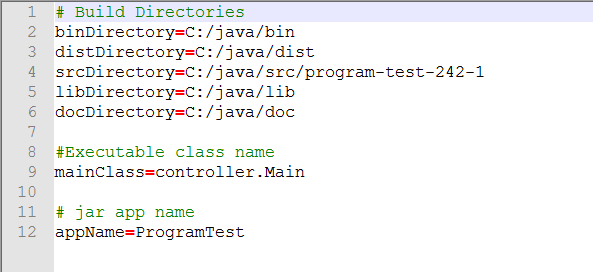 1 # Build Directories
2 binDirectory=C:/java/bin
3 distDirectory=C:/java/dist
4 srcDirectory=C:/java/src/program-test-242-1
5 libDirectory=C:/java/lib
6 docDirectory=C:/java/doc
7
8 #Executable class name
9 mainClass=controller.Main
10
11 # jar app name
12 appName=ProgramTest